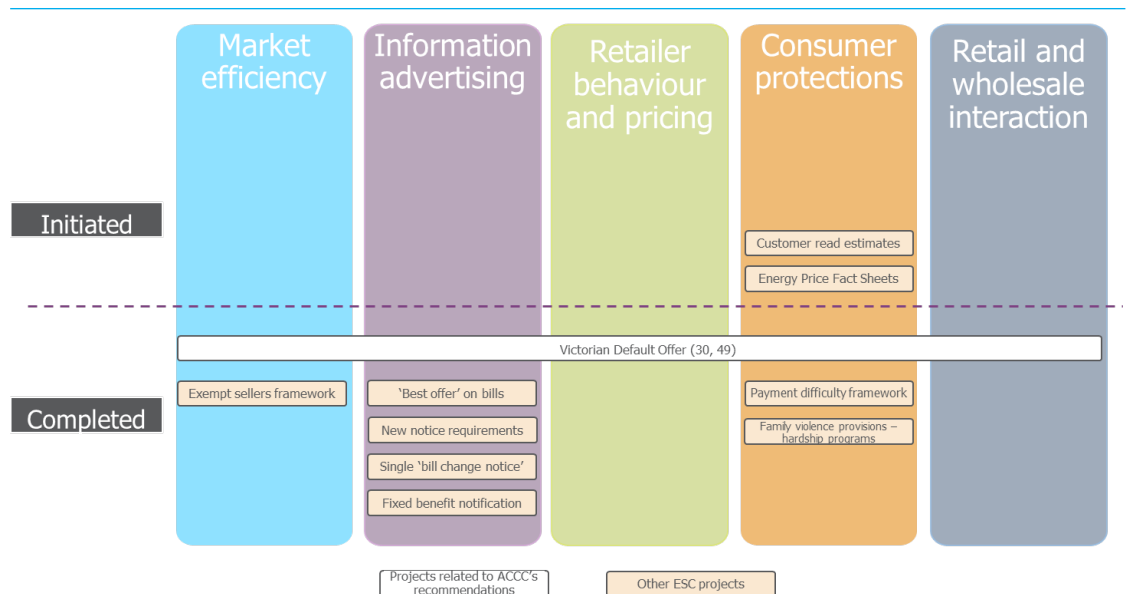 Market
efficiency
Information
advertising
Retailer
behaviour
and pricing
Consumer
protections
Retail and
wholesale
interaction
Initiated
Customer read estimates
Energy Price Fact Sheets
Victorian Default Offer (30, 49)
Completed
Exempt sellers framework
‘Best offer’ on bills
New notice requirements
Single ‘bill change notice’
Fixed benefit notification
Payment difficulty framework
Family violence provisions –
hardship programs
Projects related to ACCC's
recommendations
Other ESC projects